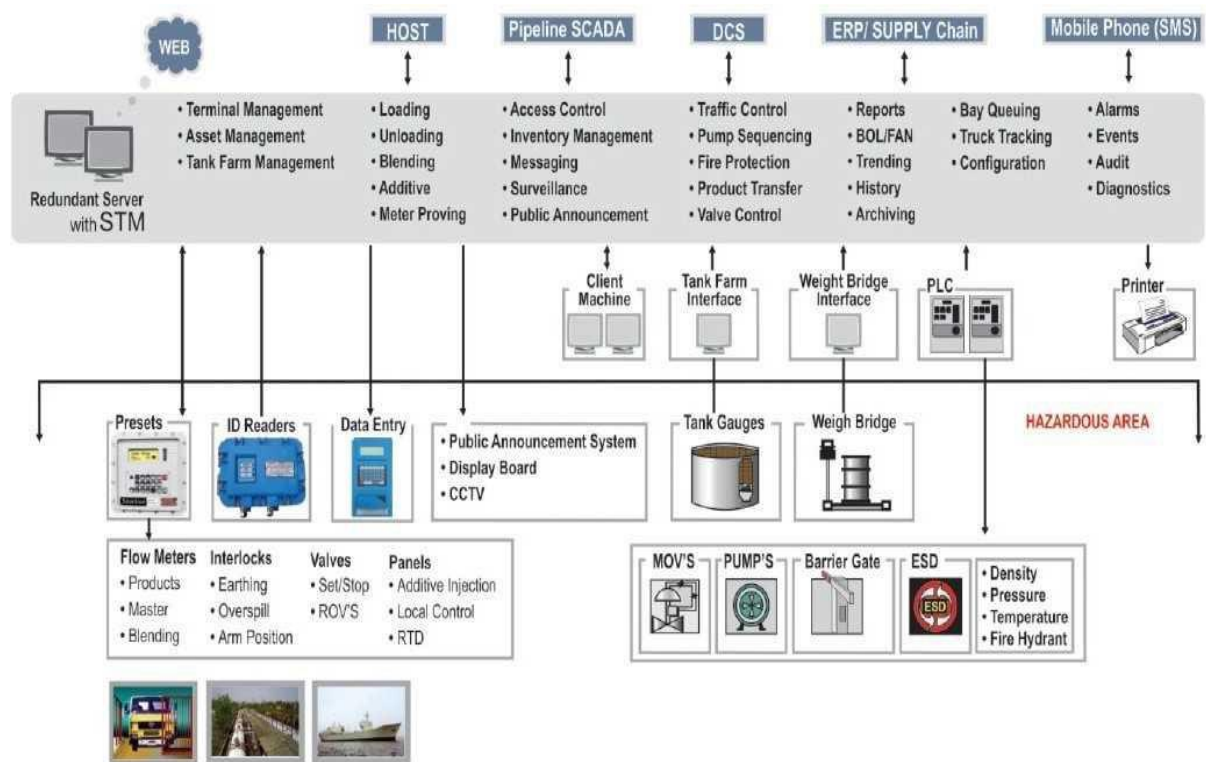 WEB
HOST
Pipeline SCADA
DCS
ERP/ SUPPLY Chain
Mobile Phone (SMS)
Redundant Server
with STM
• Terminal Management
• Asset Management
• Tank Farm Management
• Loading
• Unloading
• Blending
• Additive
• Meter Proving
• Access Control
• Inventory Management
• Messaging
• Surveillance
• Public Announcement
• Traffic Control
• Pump Sequencing
• Fire Protection
• Product Transfer
• Valve Control
• Reports
• BOL/FAN
• Trending
• History
• Archiving
• Bay Queuing
• Truck Tracking
• Configuration
• Alarms
• Events
• Audit
• Diagnostics
Client
Machine
Tank Farm
Interface
Weight Bridge
Interface
PLC
Printer
HAZARDOUS AREA
Presets
ID Readers
Data Entry
• Public Announcement System
• Display Board
• CCTV
Tank Gauges
Weigh Bridge
Flow Meters
• Products
• Master
• Blending
Interlocks
• Earthing
• Overspill
• Arm Position
Valves
• Set/Stop
• ROV'S
Panels
• Additive Injection
• Local Control
• RTD
MOV'S
PUMP'S
Barrier Gate
ESD
ESD
• Density
• Pressure
• Temperature
• Fire Hydrant